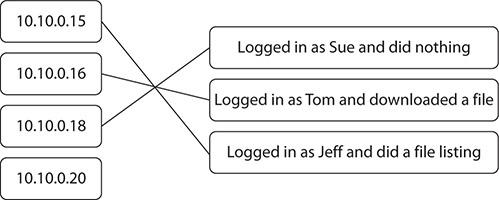 10.10.0.15
10.10.0.16
10.10.0.18
10.10.0.20
Logged in as Sue and did nothing
Logged in as Tom and downloaded a file
Logged in as Jeff and did a file listing